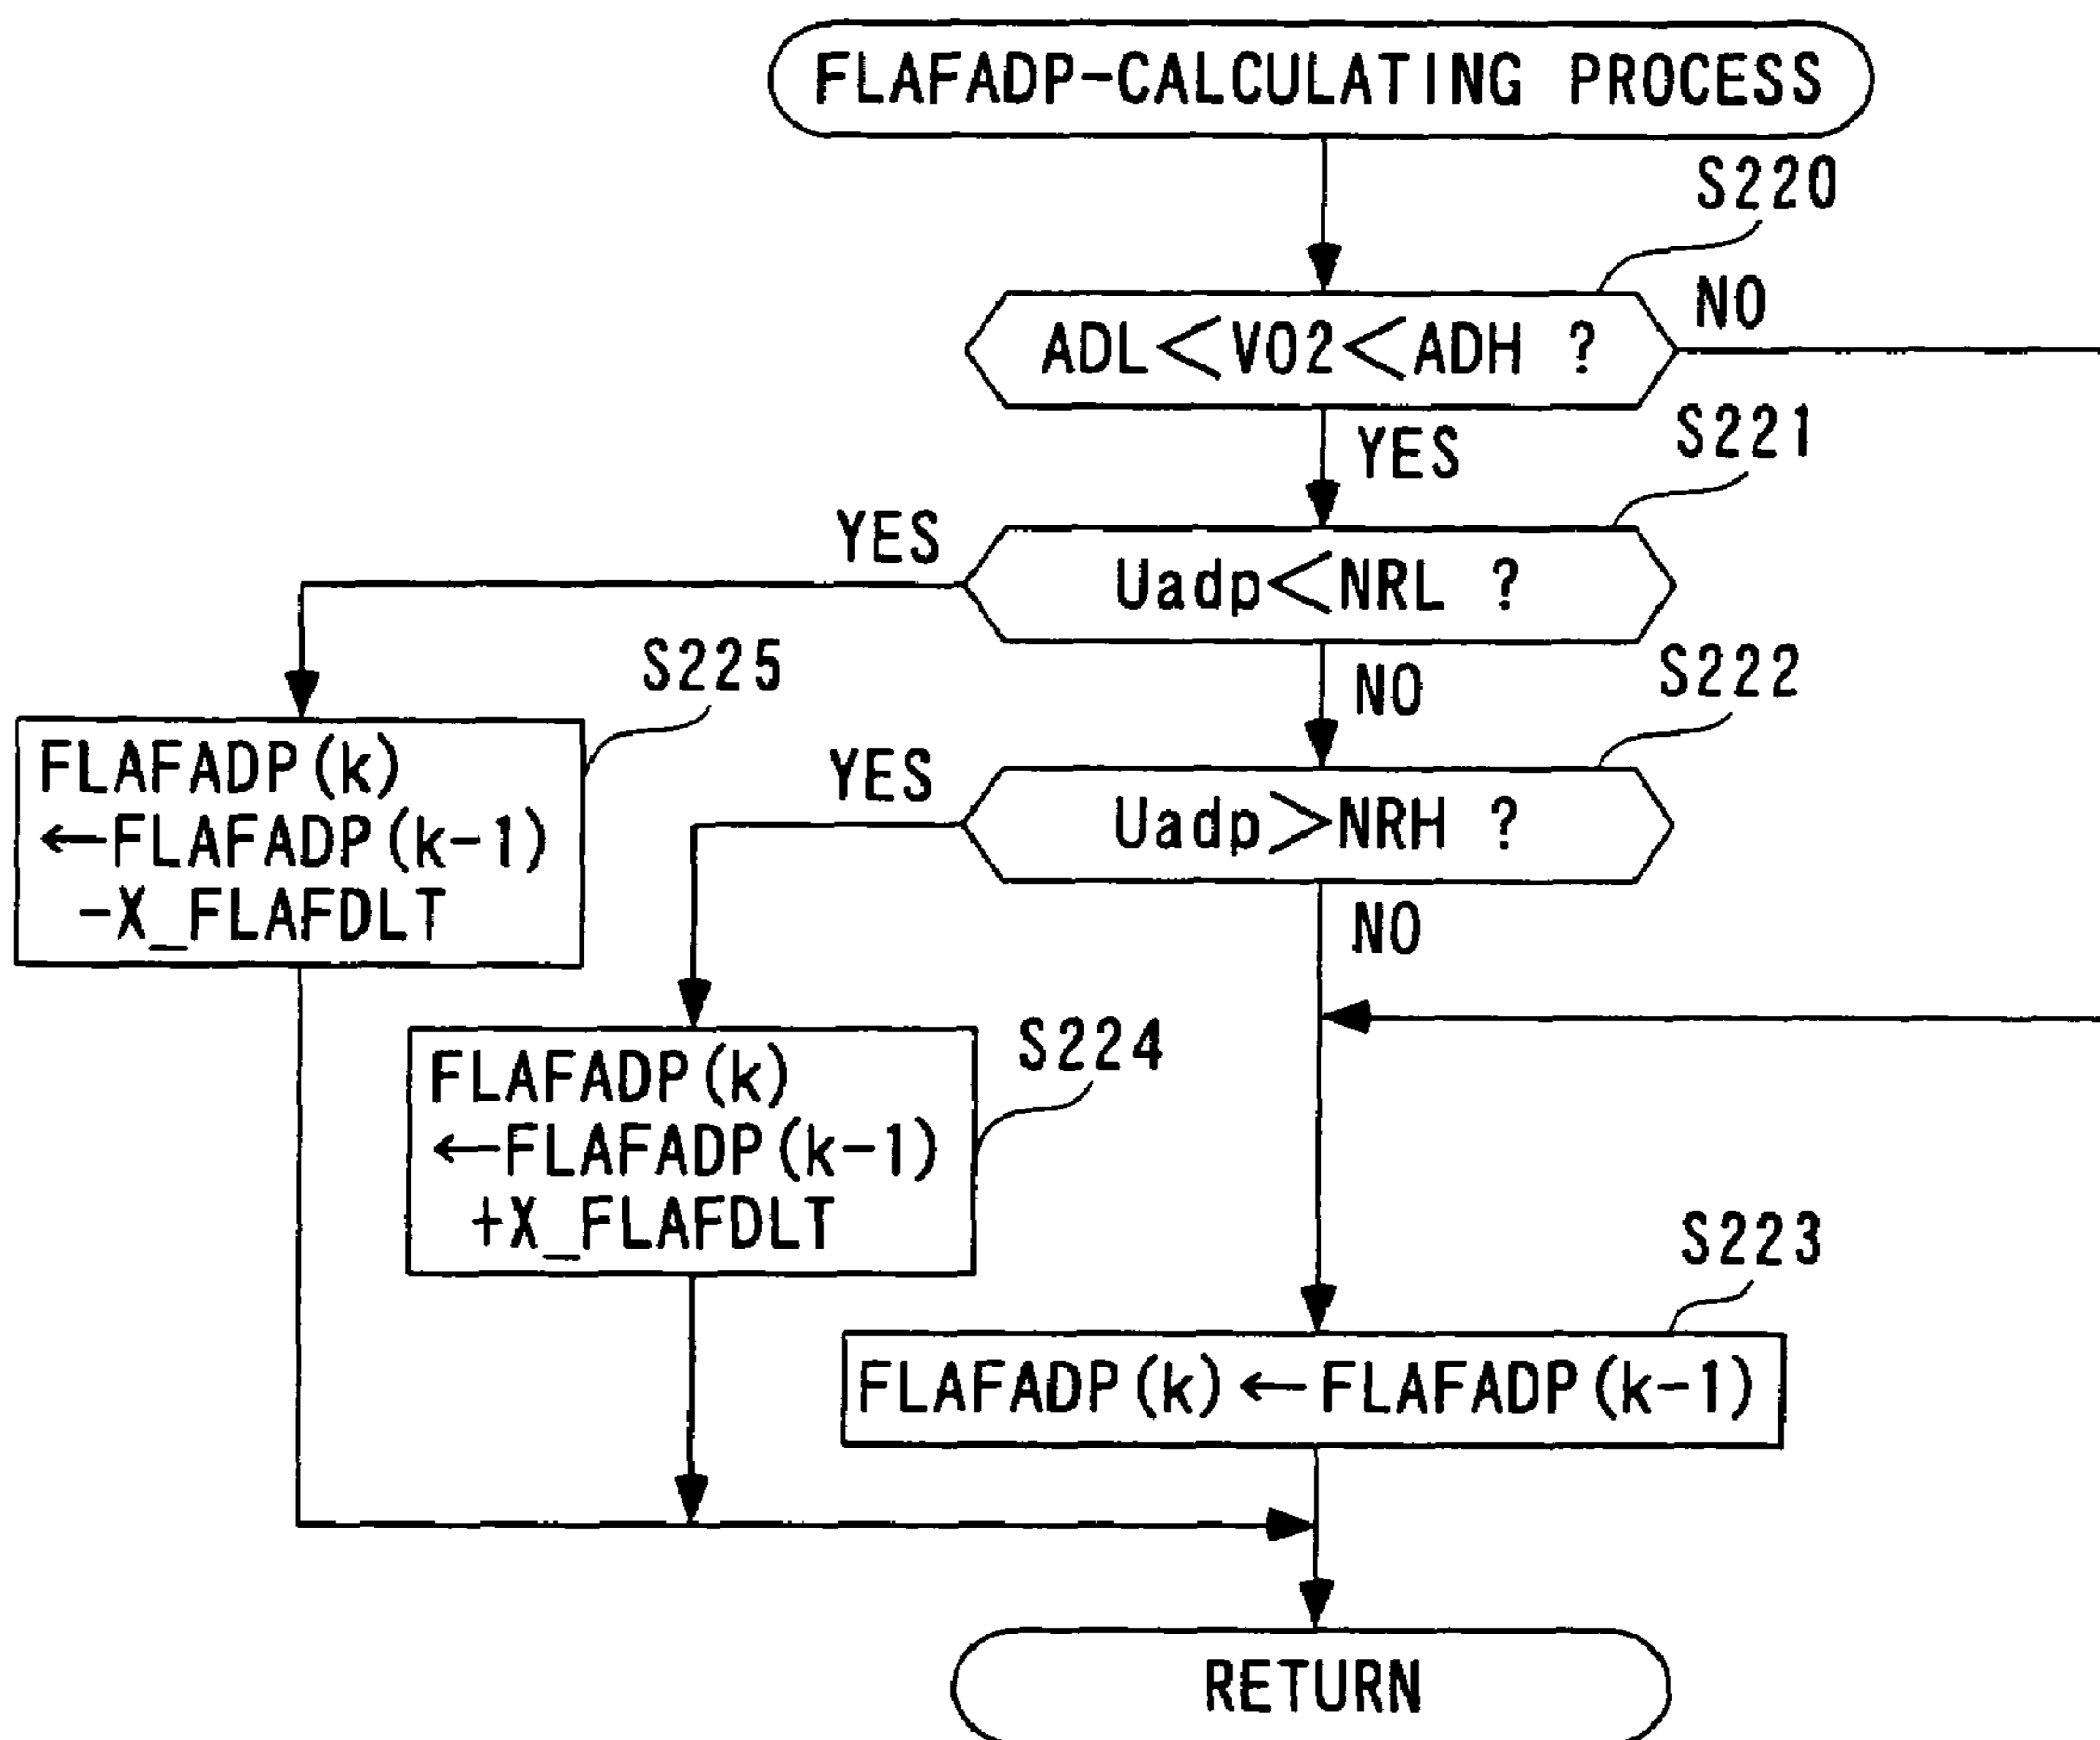 FLAFADP-CALCULATING PROCESS
S220
ADL<VO2<ADH ?
NO
YES
S221
YES
Uadp<NRL ?
NO
S222
S225
YES
Uadp>NRH ?
NO
FLAFADP(k)
←FLAFADP(k-1)
-X_FLAFDLT
S224
FLAFADP(k)
←FLAFADP(k-1)
+X_FLAFDLT
S223
FLAFADP(k)←FLAFADP(k-1)
RETURN